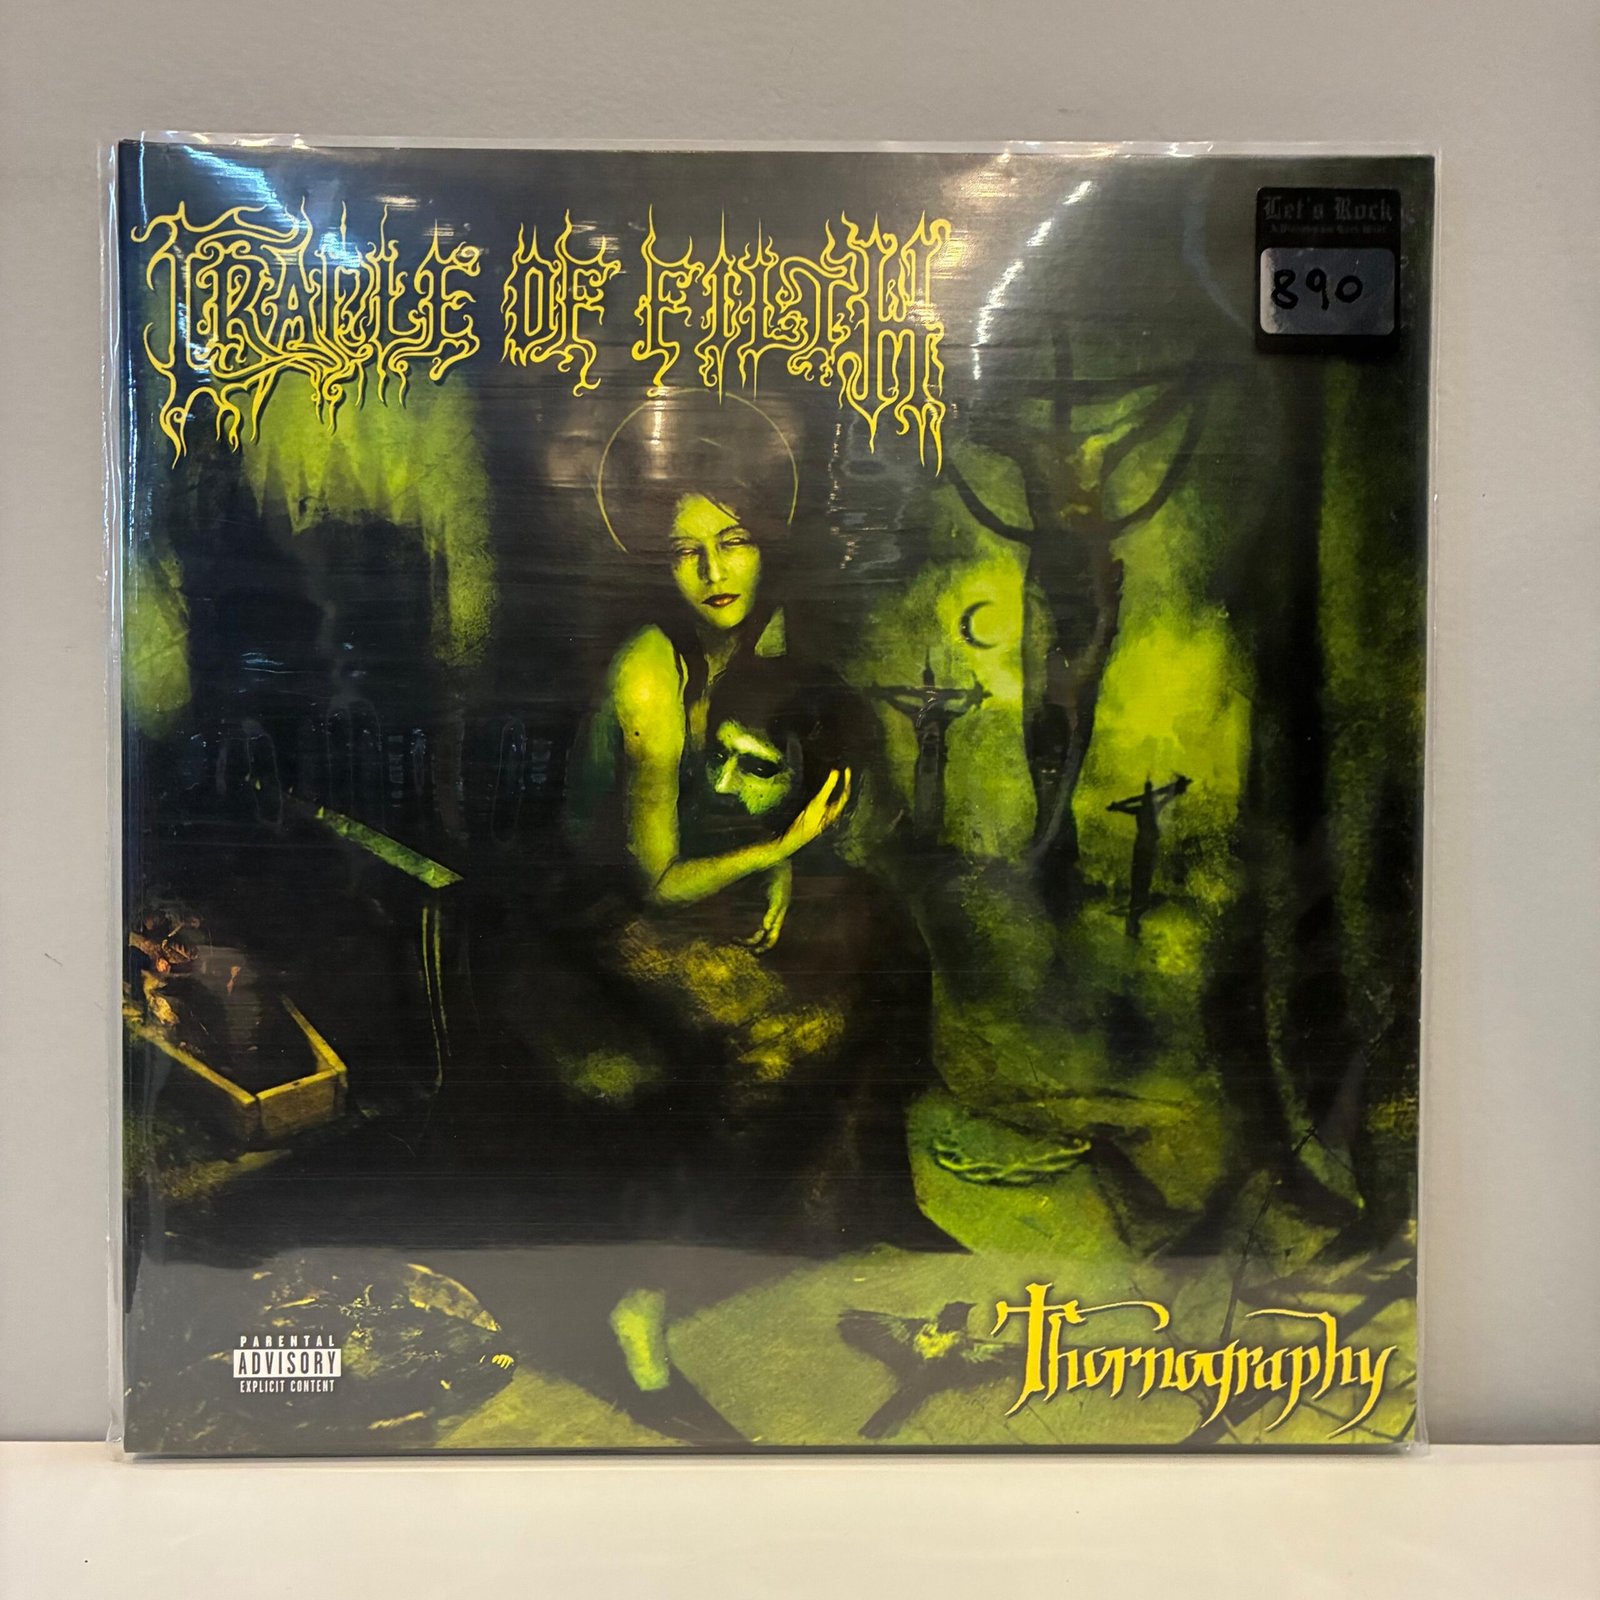 CRADLE OF FILTH
Let's Rock
890
PARENTAL
ADVISORY
EXPLICIT CONTENT
Thornography